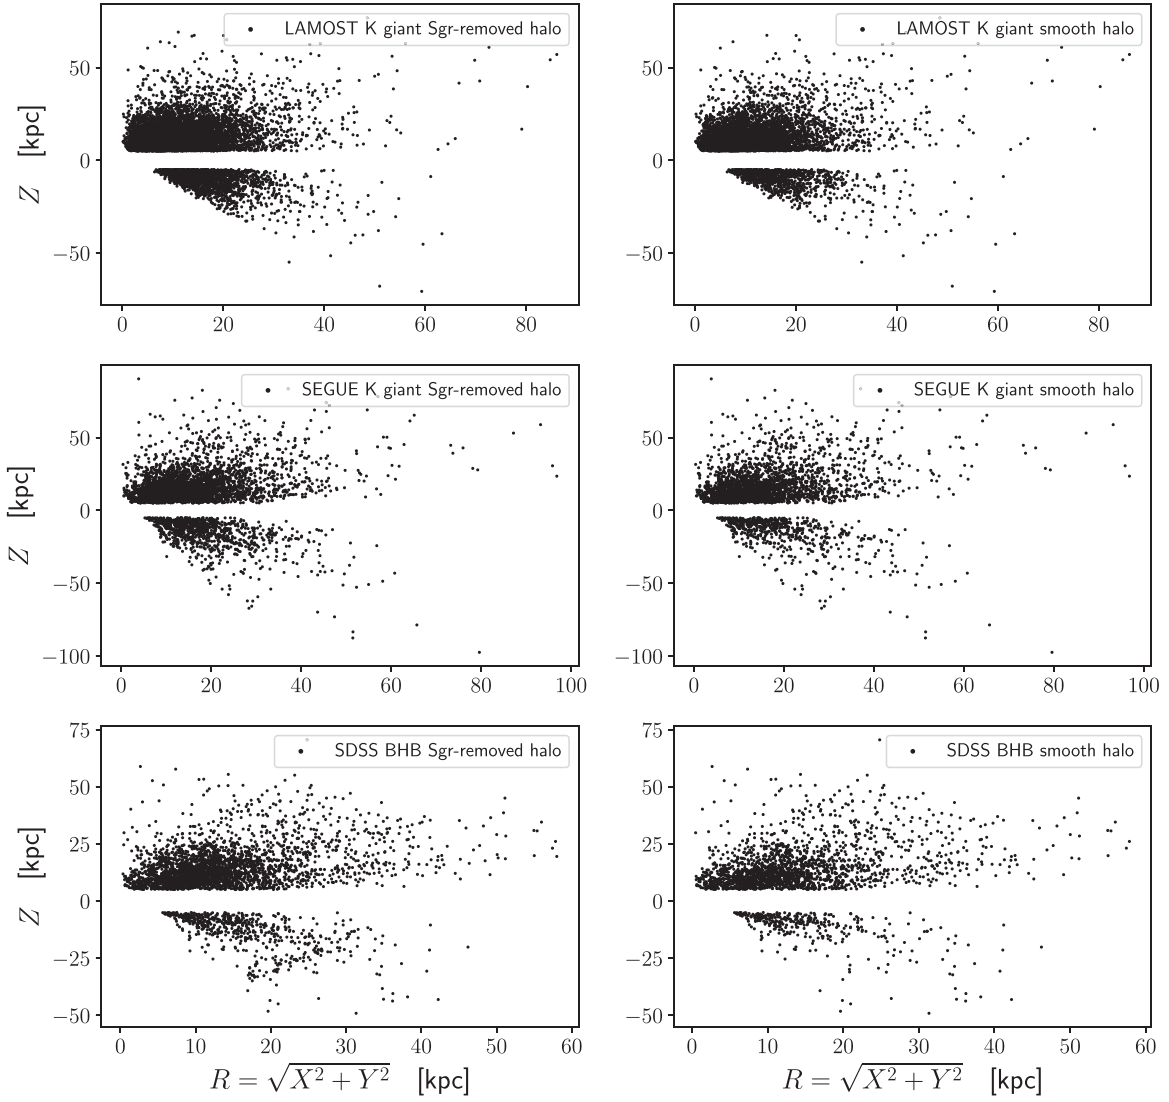 LAMOST K giant Sgr-removed halo
50
0
−50
Z [kpc]
0 20 40 60 80
LAMOST K giant smooth halo
50
0
−50
0 20 40 60 80
SEGUE K giant Sgr-removed halo
50
0
−50
−100
Z [kpc]
0 20 40 60 80 100
SEGUE K giant smooth halo
50
0
−50
−100
0 20 40 60 80 100
SDSS BHB Sgr-removed halo
75
50
25
0
−25
−50
Z [kpc]
0 10 20 30 40 50 60
R = √X² + Y² [kpc]
SDSS BHB smooth halo
75
50
25
0
−25
−50
0 10 20 30 40 50 60
R = √X² + Y² [kpc]